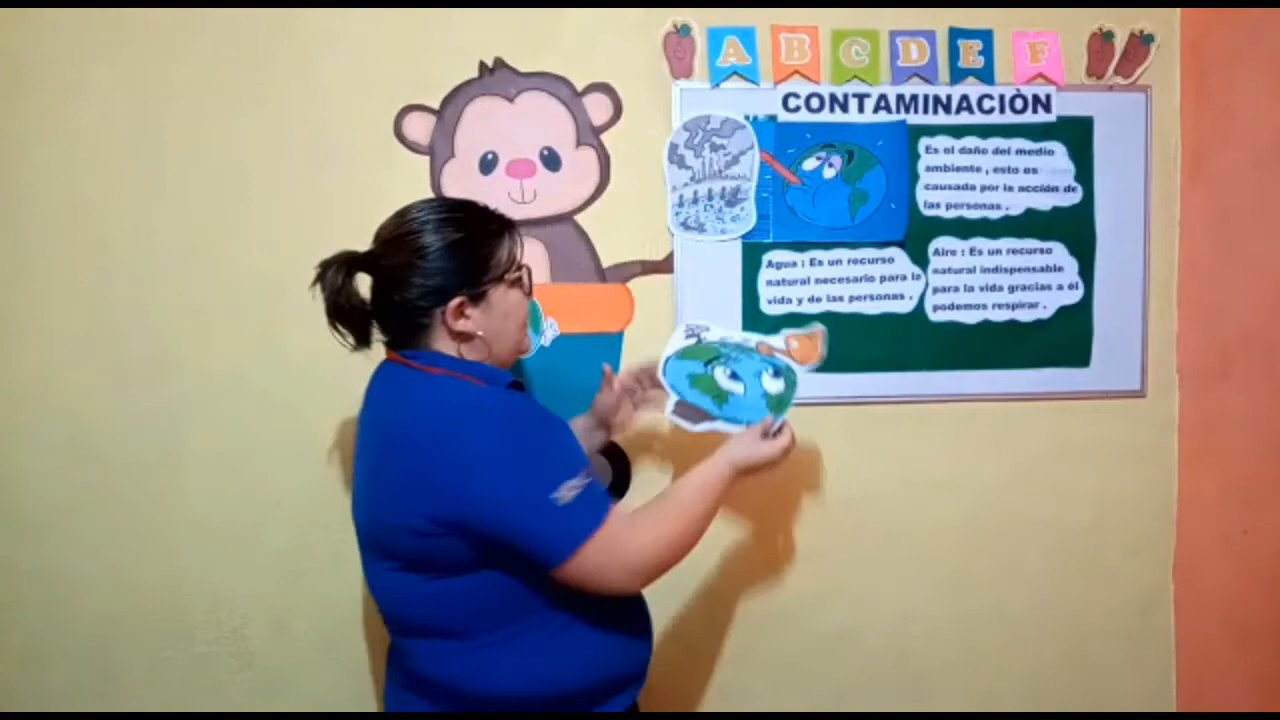 A B C D E F
CONTAMINACIÒN
Es el daño del medio
ambiente , esto es
causada por la acción de
las personas .
Agua : Es un recurso
natural necesario para la
vida y de las personas .
Aire : Es un recurso
natural indispensable
para la vida gracias a él
podemos respirar .